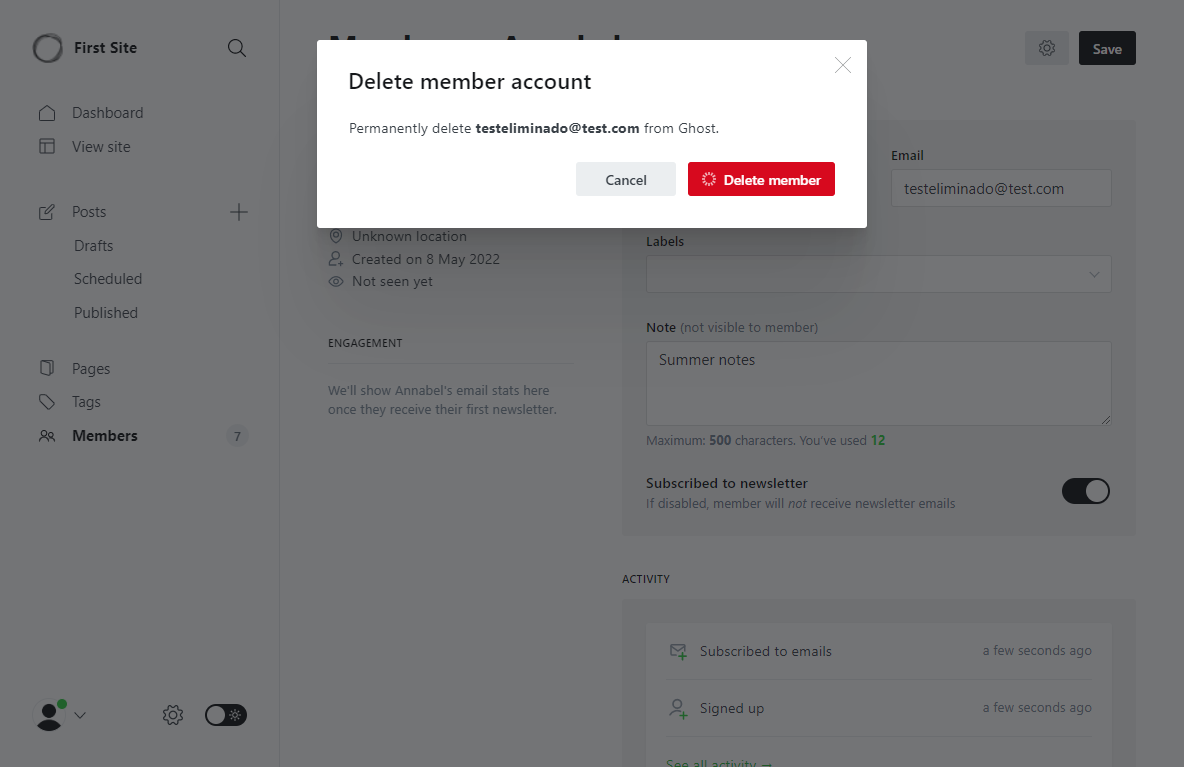 First Site
Dashboard
View site
Posts
Drafts
Scheduled
Published
Pages
Tags
Members 7
Save
Delete member account
Permanently delete testeliminado@test.com from Ghost.
Cancel
Delete member
Unknown location
Created on 8 May 2022
Not seen yet
ENGAGEMENT
We'll show Annabel's email stats here
once they receive their first newsletter.
Email
testeliminado@test.com
Labels
Note (not visible to member)
Summer notes
Maximum: 500 characters. You've used 12
Subscribed to newsletter
If disabled, member will not receive newsletter emails
ACTIVITY
Subscribed to emails a few seconds ago
Signed up a few seconds ago
See all activity →